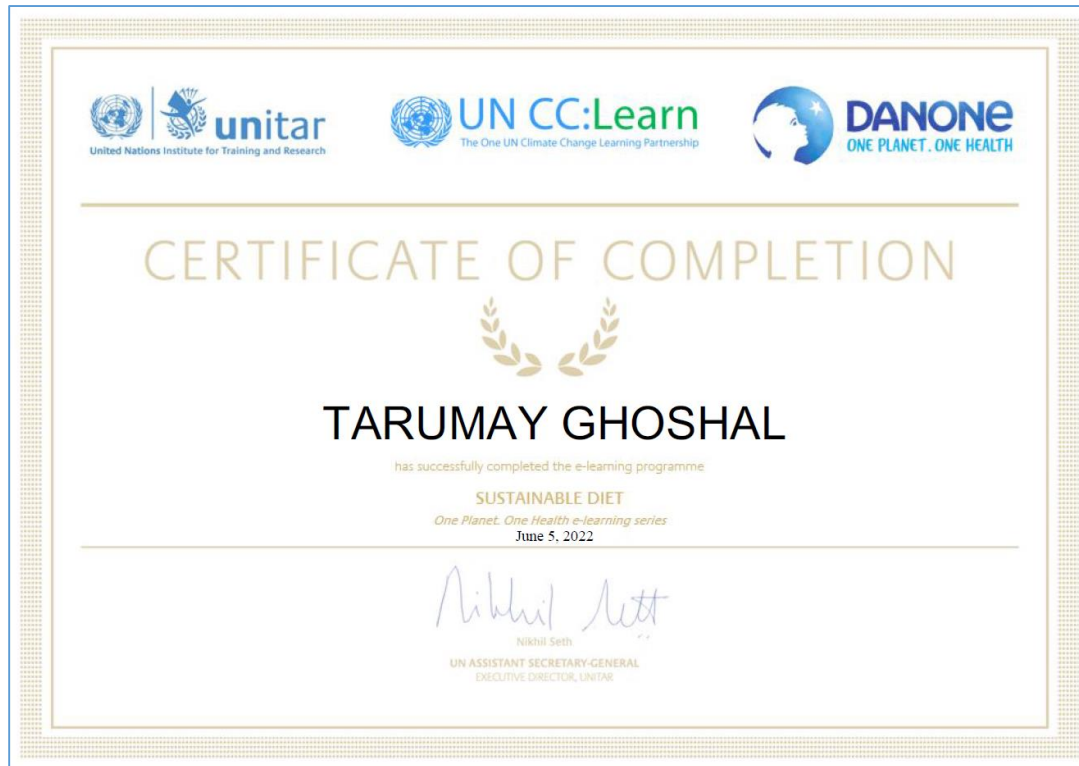 unitar
United Nations Institute for Training and Research
UN CC:Learn
The One UN Climate Change Learning Partnership
DANONE
ONE PLANET. ONE HEALTH
CERTIFICATE OF COMPLETION
TARUMAY GHOSHAL
has successfully completed the e-learning programme
SUSTAINABLE DIET
One Planet. One Health e-learning series
June 5, 2022
Nikhil Sett
Nikhil Seth
UN ASSISTANT SECRETARY-GENERAL
EXECUTIVE DIRECTOR, UNITAR